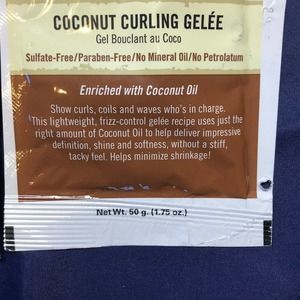 COCONUT CURLING GELÉE
Gel Bouclant au Coco
Sulfate-Free/Paraben-Free/No Mineral Oil/No Petrolatum
Enriched with Coconut Oil
Show curls, coils and waves who's in charge.
This lightweight, frizz-control gelée recipe uses just the
right amount of Coconut Oil to help deliver impressive
definition, shine and softness, without a stiff,
tacky feel. Helps minimize shrinkage!
Net Wt. 50 g. (1.75 oz.)